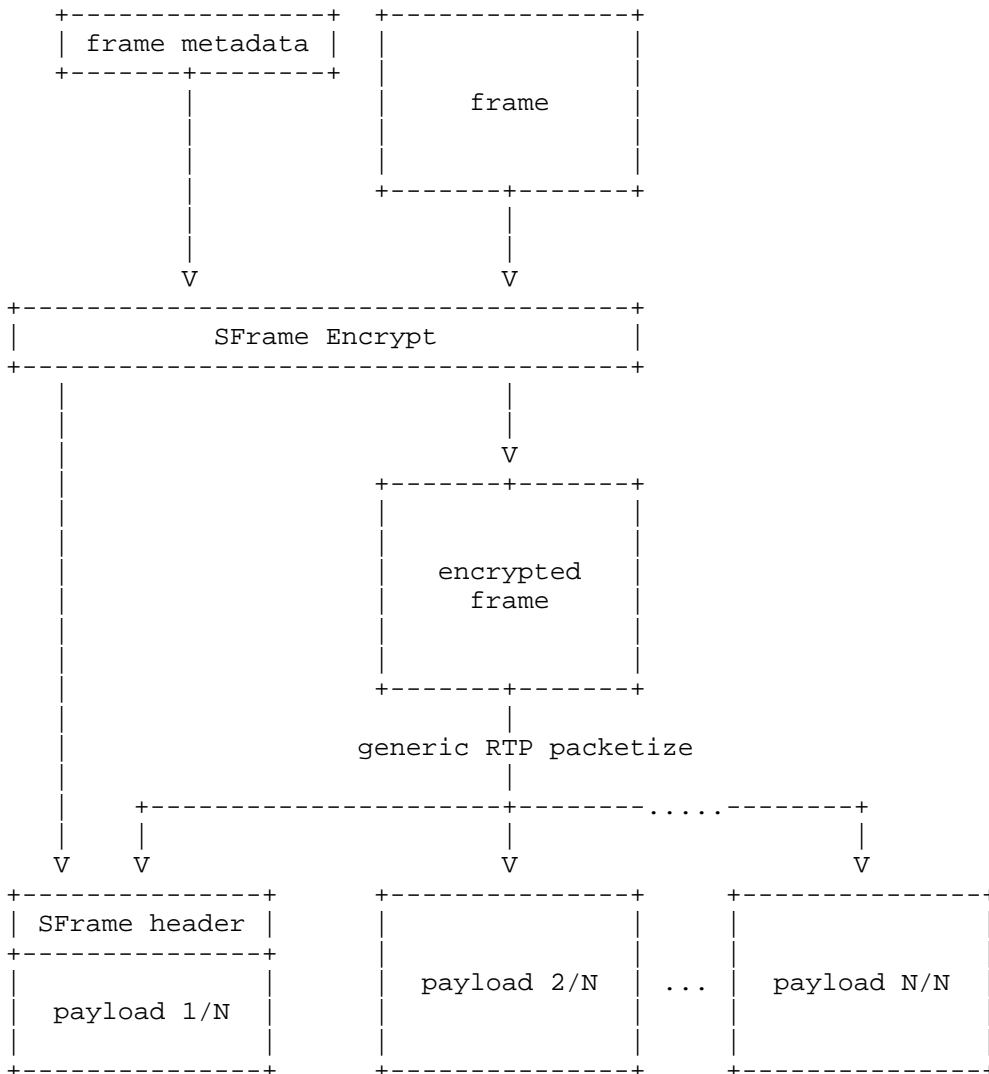 frame metadata
frame
V V
SFrame Encrypt
V
encrypted
frame
generic RTP packetize
.....
V V V V
SFrame header
payload 2/N ... payload N/N
payload 1/N